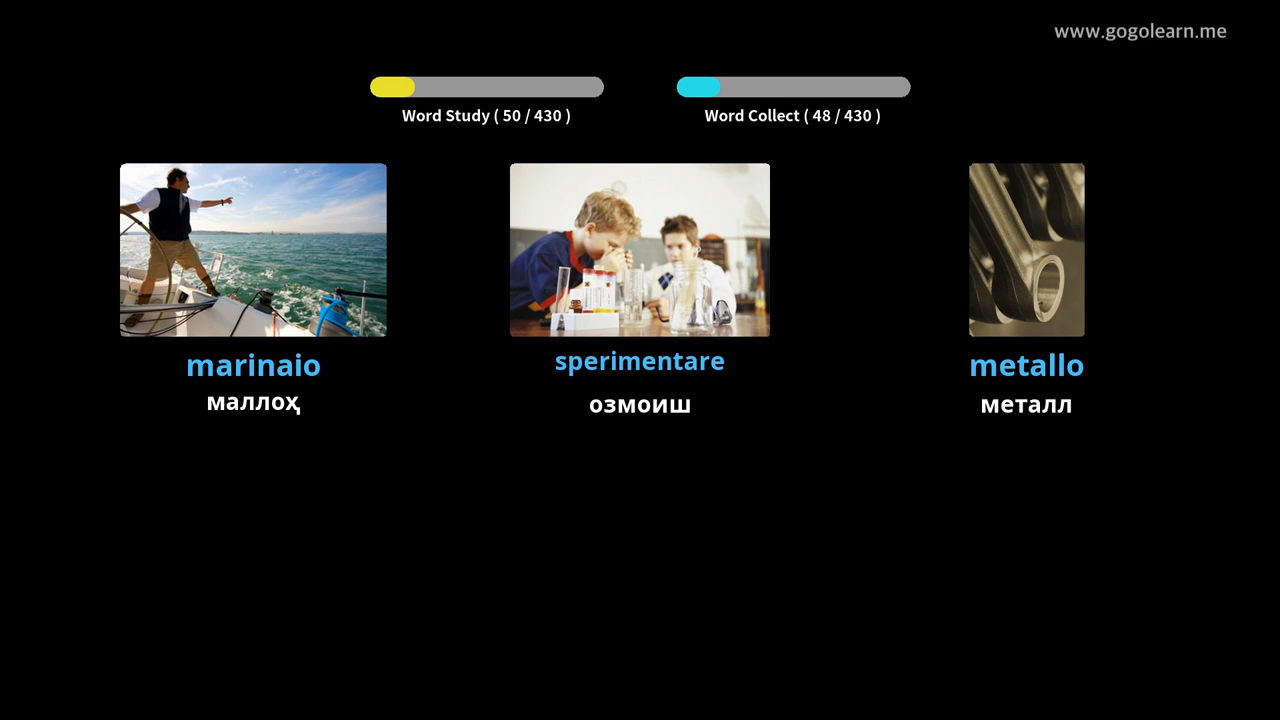 www.gogolearn.me
Word Study ( 50 / 430 )
Word Collect ( 48 / 430 )
marinaio
sperimentare
metallo
маллоҳ
озмоиш
металл